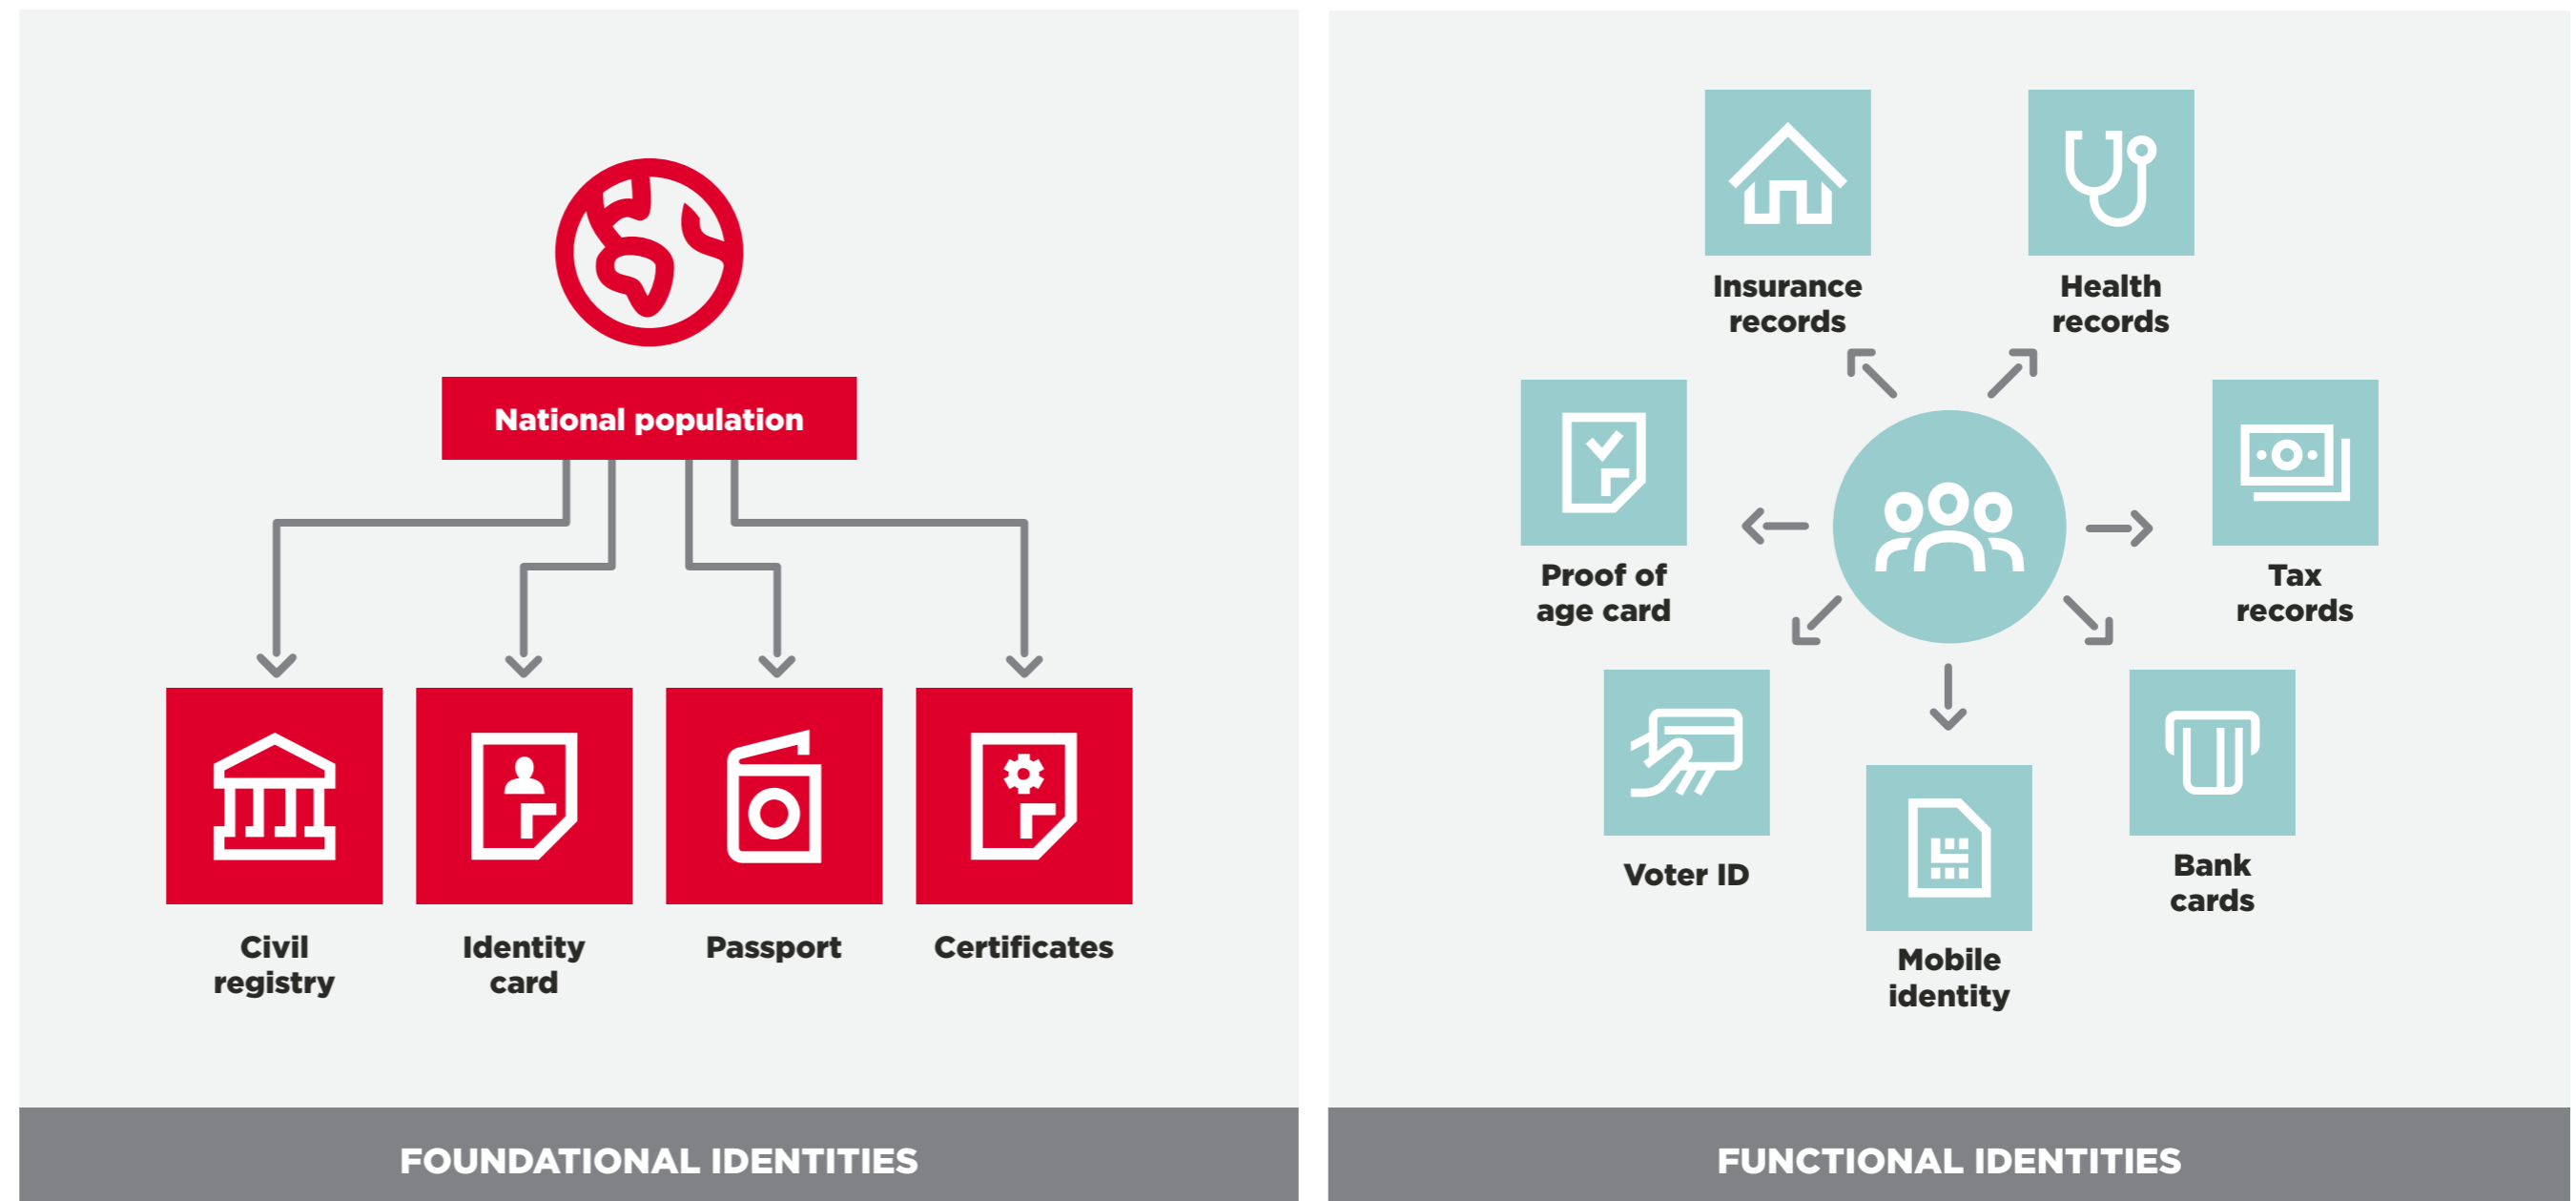 National population
Civil
registry
Identity
card
Passport
Certificates
FOUNDATIONAL IDENTITIES
Insurance
records
Health
records
Proof of
age card
Tax
records
Voter ID
Mobile
identity
Bank
cards
FUNCTIONAL IDENTITIES